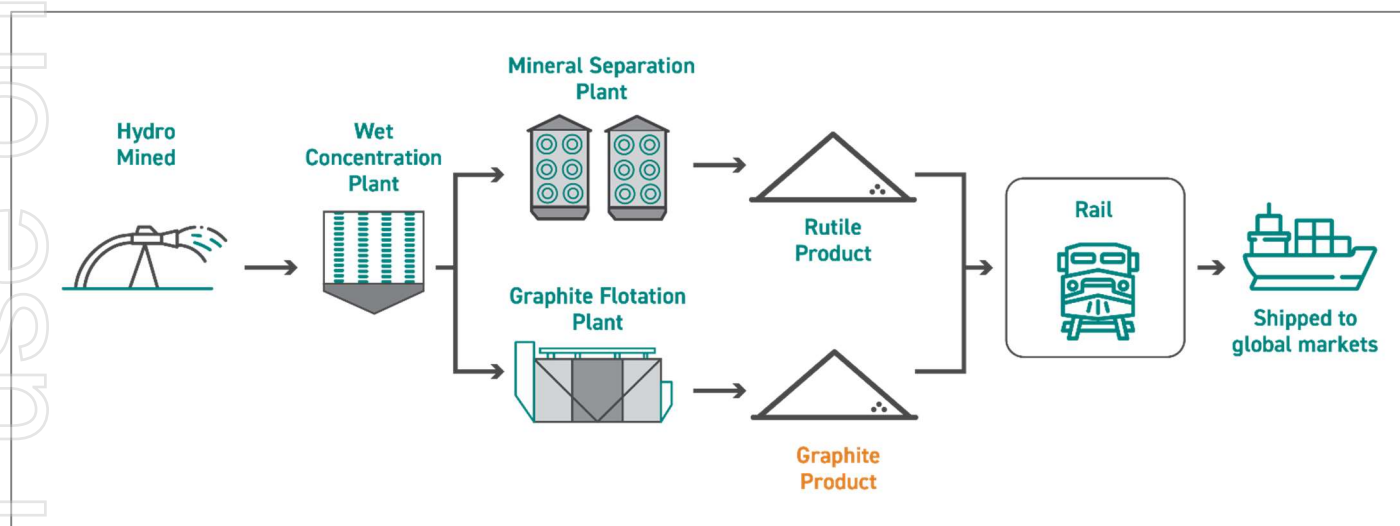 Hydro
Mined
Wet
Concentration
Plant
Mineral Separation
Plant
Graphite Flotation
Plant
Rutile
Product
Graphite
Product
Rail
Shipped to
global markets